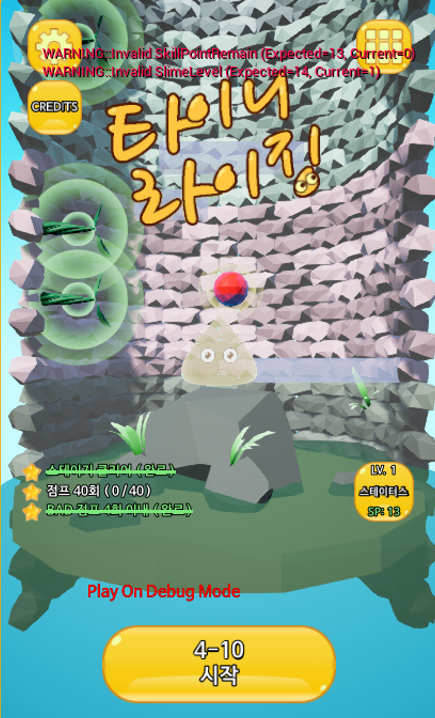 WARNING::Invalid SkillPointRemain (Expected=13, Current=0)
WARNING::Invalid SlimeLevel (Expected=14, Current=1)
CREDITS
타이니
라이징
스테이지 클리어 ( 완료 )
점프 40회 ( 0 / 40 )
BAD 점프 4회 이내 ( 완료 )
LV. 1
스테이터스
SP: 13
Play On Debug Mode
4-10
시작